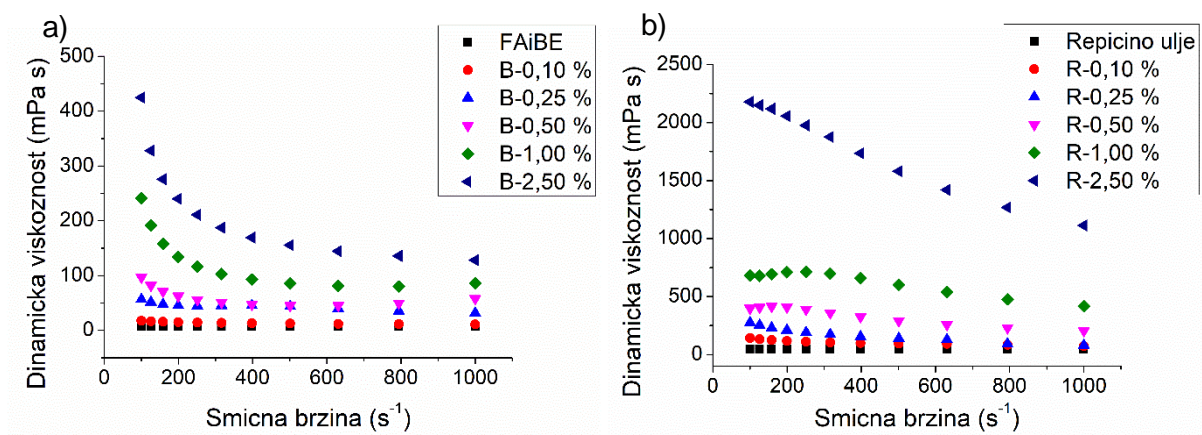 a)
FAiBE
B-0,10 %
B-0,25 %
B-0,50 %
B-1,00 %
B-2,50 %
500
400
300
200
100
0
Dinamicka viskoznost (mPa s)
0 200 400 600 800 1000
Smicna brzina (s⁻¹)
b)
Repicino ulje
R-0,10 %
R-0,25 %
R-0,50 %
R-1,00 %
R-2,50 %
2500
2000
1500
1000
500
0
Dinamicka viskoznost (mPa s)
0 200 400 600 800 1000
Smicna brzina (s⁻¹)